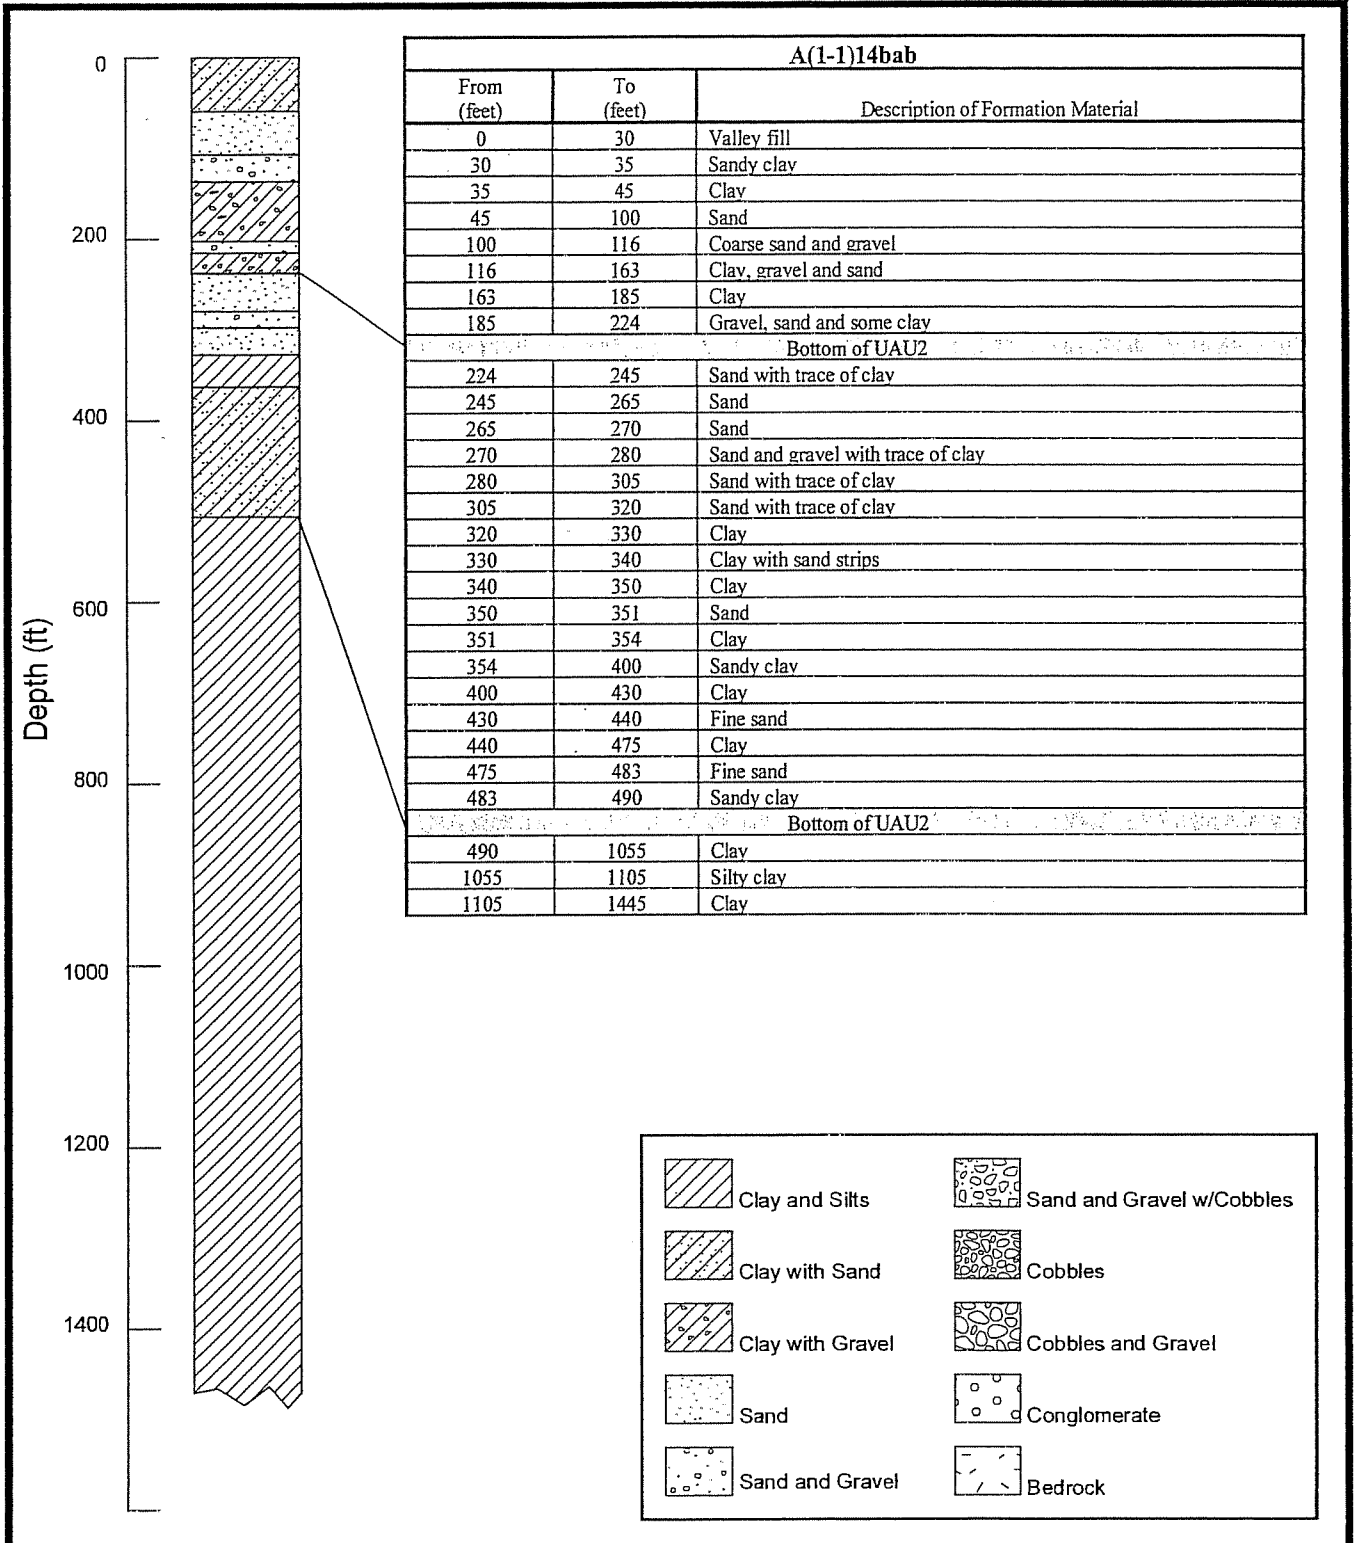 A(1-1)14bab
From (feet) To (feet) Description of Formation Material
0 30 Valley fill
30 35 Sandy clay
35 45 Clay
45 100 Sand
100 116 Coarse sand and gravel
116 163 Clay, gravel and sand
163 185 Clay
185 224 Gravel, sand and some clay
Bottom of UAU2
224 245 Sand with trace of clay
245 265 Sand
265 270 Sand
270 280 Sand and gravel with trace of clay
280 305 Sand with trace of clay
305 320 Sand with trace of clay
320 330 Clay
330 340 Clay with sand strips
340 350 Clay
350 351 Sand
351 354 Clay
354 400 Sandy clay
400 430 Clay
430 440 Fine sand
440 475 Clay
475 483 Fine sand
483 490 Sandy clay
Bottom of UAU2
490 1055 Clay
1055 1105 Silty clay
1105 1445 Clay
Depth (ft)
0
200
400
600
800
1000
1200
1400
Clay and Silts
Clay with Sand
Clay with Gravel
Sand
Sand and Gravel
Sand and Gravel w/Cobbles
Cobbles
Cobbles and Gravel
Conglomerate
Bedrock